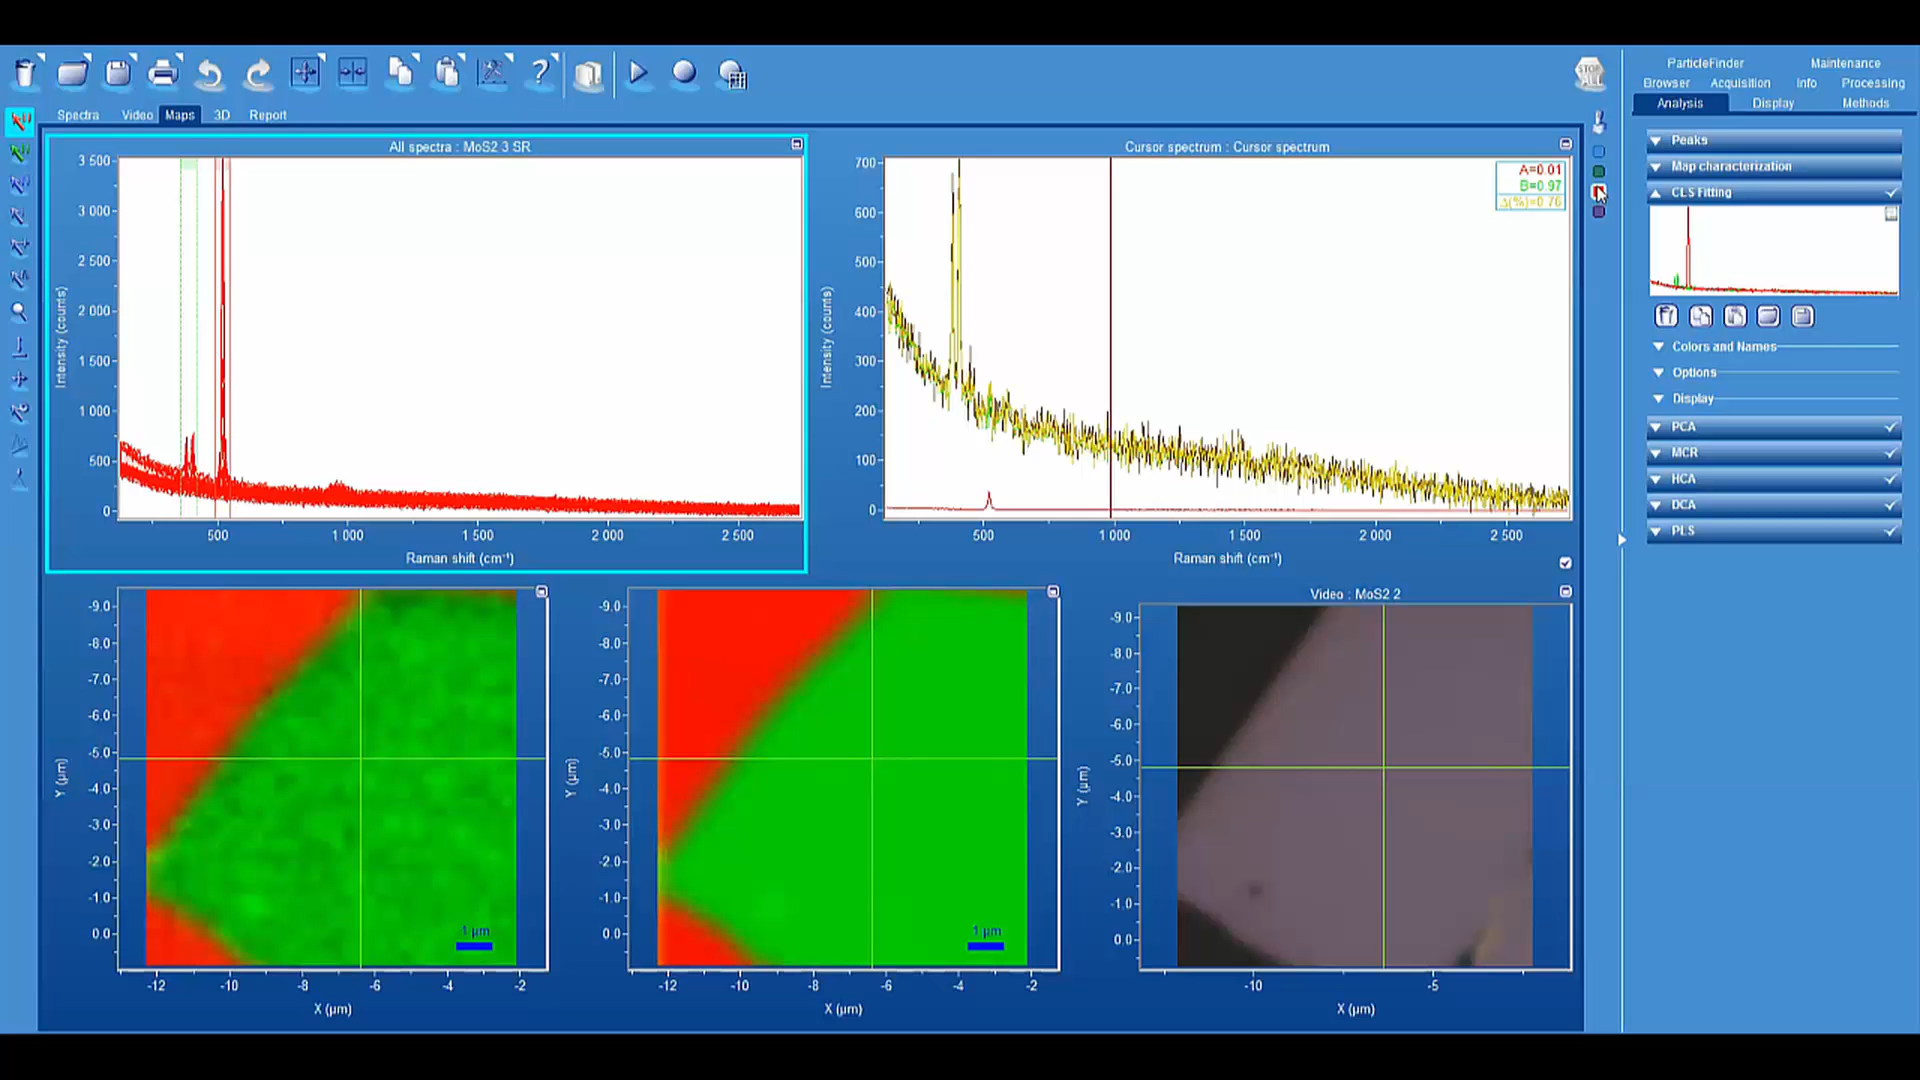 STOP
ALL
ParticleFinder Maintenance
Browser Acquisition Info Processing
Analysis Display Methods
Spectra Video Maps 3D Report
All spectra : MoS2 3 SR
3 500
3 000
2 500
2 000
1 500
1 000
500
0
Intensity (counts)
500 1 000 1 500 2 000 2 500
Raman shift (cm⁻¹)
Cursor spectrum : Cursor spectrum
A=0.01
B=0.97
Δ(%)=0.76
700
600
500
400
300
200
100
0
Intensity (counts)
500 1 000 1 500 2 000 2 500
Raman shift (cm⁻¹)
Peaks
Map characterization
CLS Fitting
Colors and Names
Options
Display
PCA
MCR
HCA
DCA
PLS
-9.0
-8.0
-7.0
-6.0
-5.0
-4.0
-3.0
-2.0
-1.0
0.0
Y (µm)
1 µm
-12 -10 -8 -6 -4 -2
X (µm)
-9.0
-8.0
-7.0
-6.0
-5.0
-4.0
-3.0
-2.0
-1.0
0.0
Y (µm)
1 µm
-12 -10 -8 -6 -4 -2
X (µm)
Video : MoS2 2
-9.0
-8.0
-7.0
-6.0
-5.0
-4.0
-3.0
-2.0
-1.0
0.0
Y (µm)
-10 -5
X (µm)